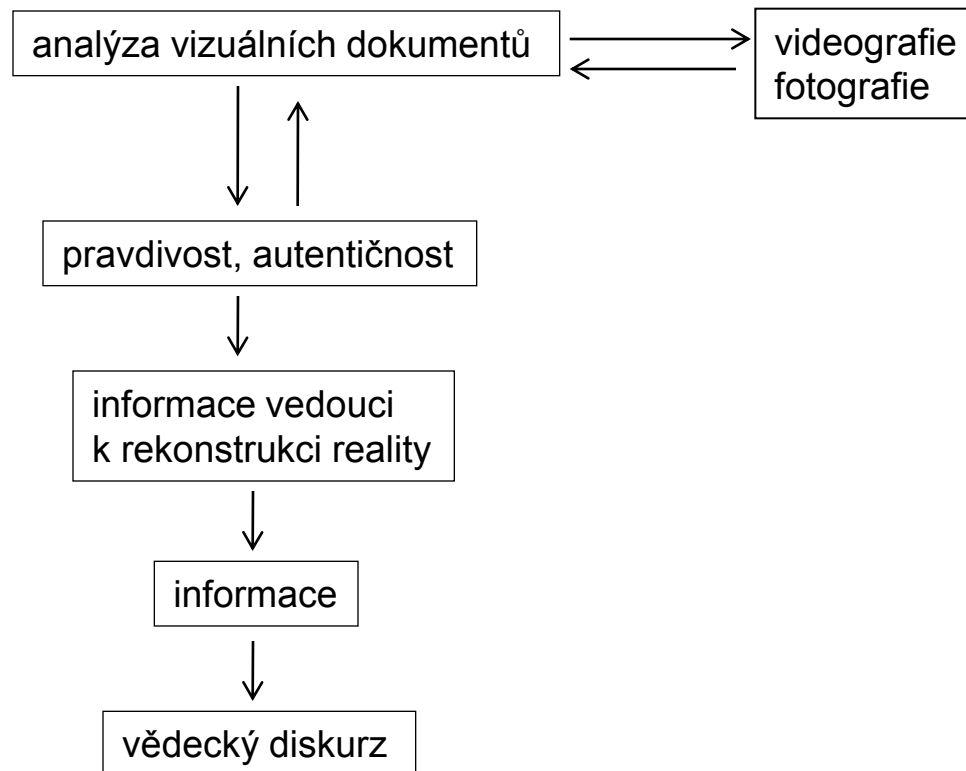 analýza vizuálních dokumentů
videografie
fotografie
pravdivost, autentičnost
informace vedouci
k rekonstrukci reality
informace
vědecký diskurz